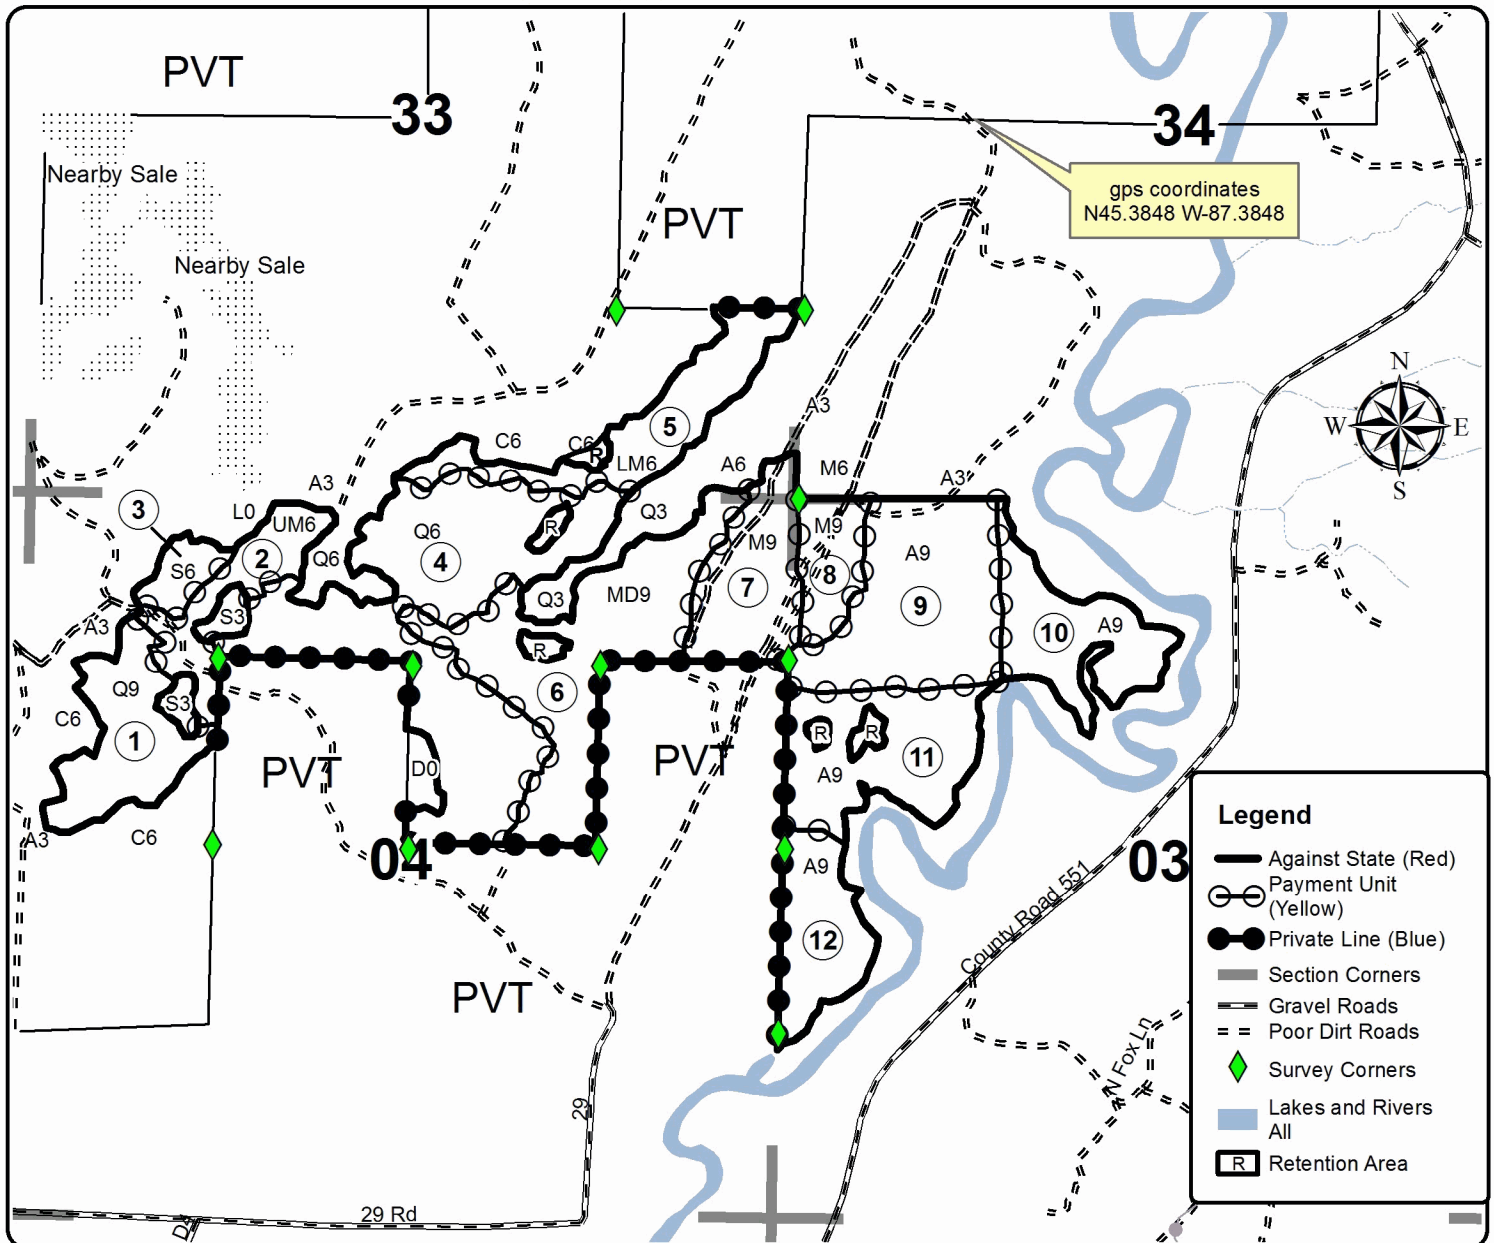 PVT
33
34
Nearby Sale
gps coordinates
N45.3848 W-87.3848
PVT
Nearby Sale
N
W
E
S
A3
5
C6
C6
R
LM6
A6
M6
A3
A3
3
L0
UM6
Q3
R
Q6
M9
M9
A9
2
Q6
4
S6
7
8
9
Q3
MD9
S3
A3
10
A9
R
Q9
6
S3
C6
1
R
R
11
PVT
D0
PVT
A9
Legend
Against State (Red)
Payment Unit
(Yellow)
Private Line (Blue)
Section Corners
Gravel Roads
Poor Dirt Roads
Survey Corners
Lakes and Rivers
All
R
Retention Area
A3
C6
04
A9
03
County Road 551
12
PVT
N Fox Ln
29
29 Rd